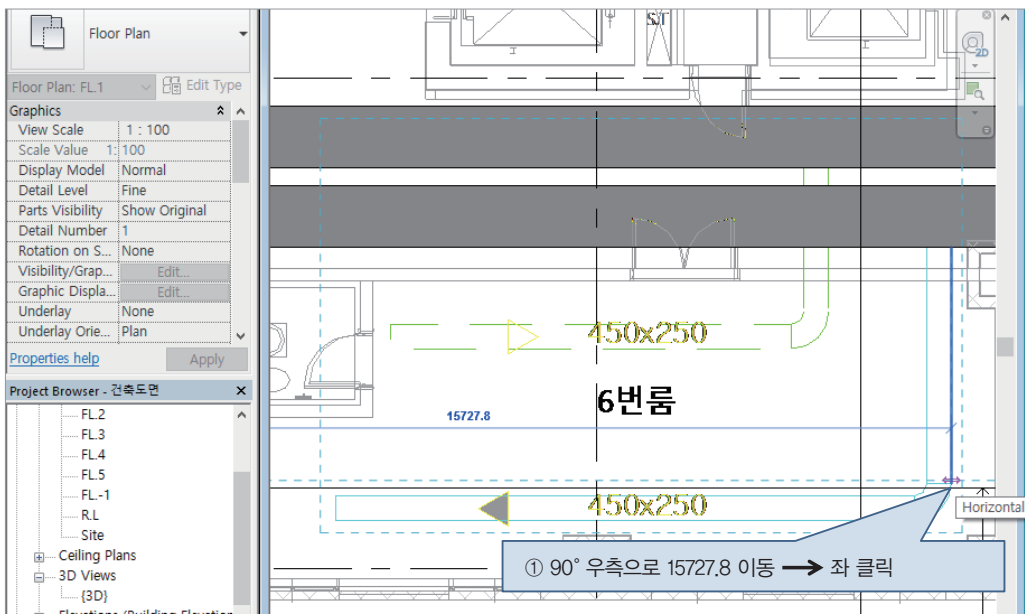 Floor Plan
Floor Plan: FL.1
Edit Type
Graphics
View Scale 1 : 100
Scale Value 1: 100
Display Model Normal
Detail Level Fine
Parts Visibility Show Original
Detail Number 1
Rotation on S... None
Visibility/Grap... Edit...
Graphic Displa... Edit...
Underlay None
Underlay Orie... Plan
Properties help
Apply
Project Browser - 건축도면
FL.2
FL.3
FL.4
FL.5
FL.-1
R.L
Site
Ceiling Plans
3D Views
{3D}
Elevations (Building Elevation
ST
2D
450x250
6번룸
15727.8
450x250
Horizontal
① 90° 우측으로 15727.8 이동 → 좌 클릭